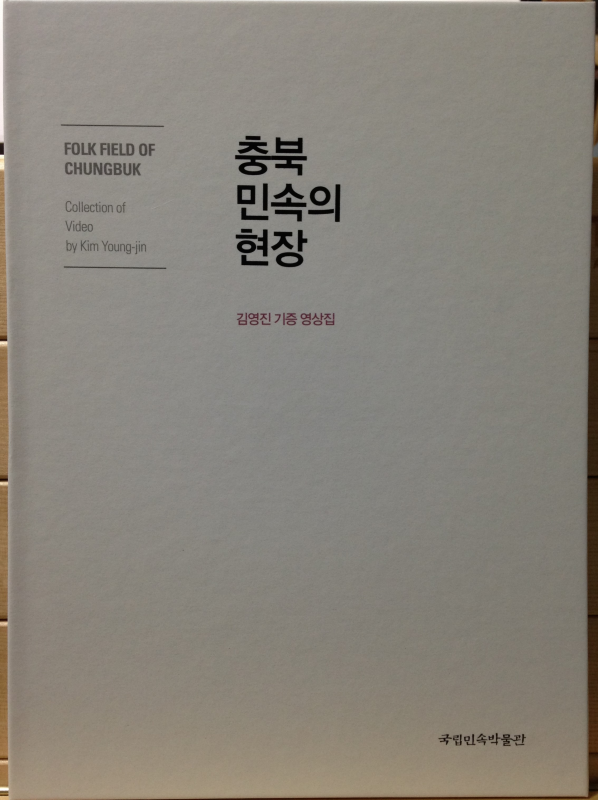 FOLK FIELD OF
CHUNGBUK
Collection of
Video
by Kim Young-jin
충북
민속의
현장
김영진 기증 영상집
국립민속박물관